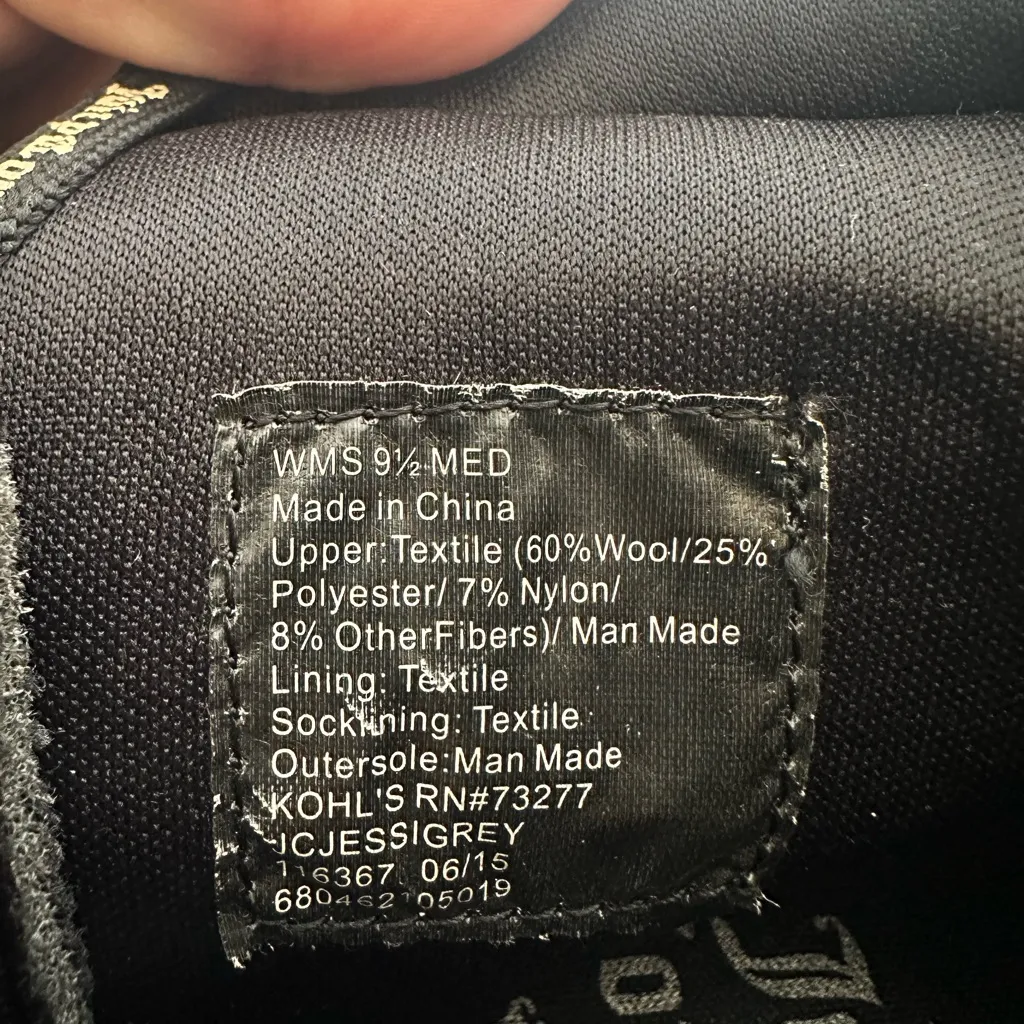 WMS 9½ MED
Made in China
Upper:Textile (60%Wool/25%
Polyester/ 7% Nylon/
8% OtherFibers)/ Man Made
Lining: Textile
Socklining: Textile
Outersole:Man Made
KOHL'S RN#73277
JCJESSIGREY
116367 06/15
680462105019